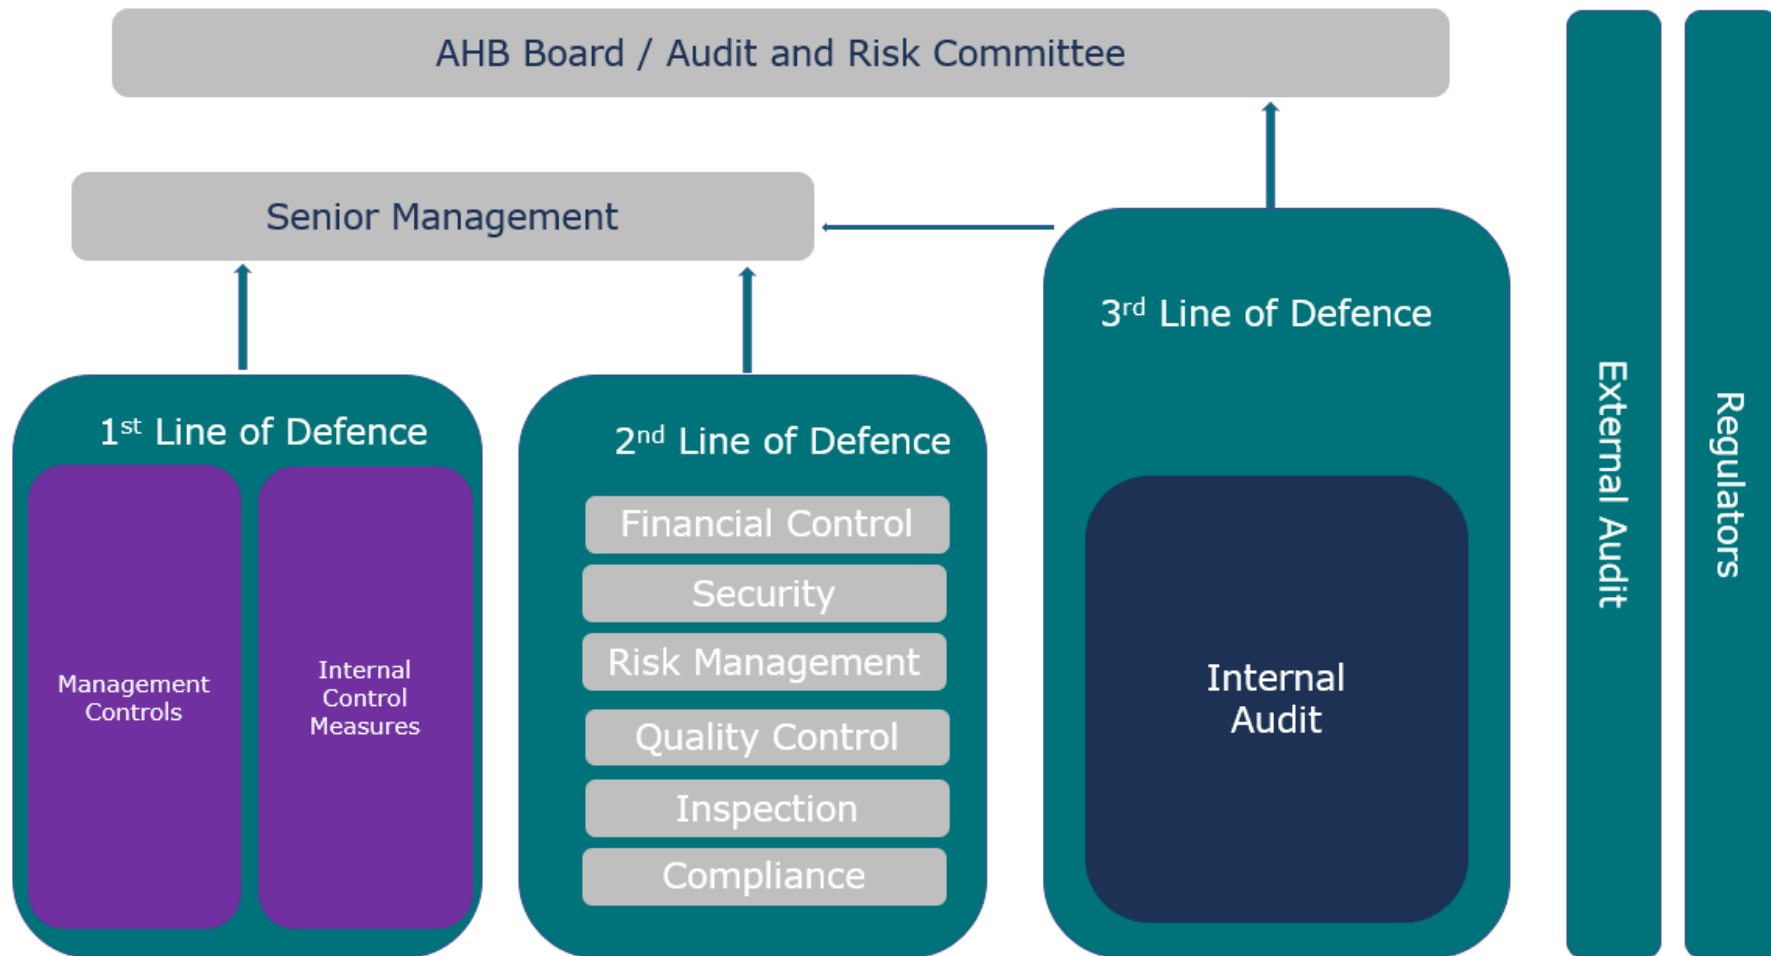 AHB Board / Audit and Risk Committee
Senior Management
1st Line of Defence
Management
Controls
Internal
Control
Measures
2nd Line of Defence
Financial Control
Security
Risk Management
Quality Control
Inspection
Compliance
3rd Line of Defence
Internal
Audit
External Audit
Regulators